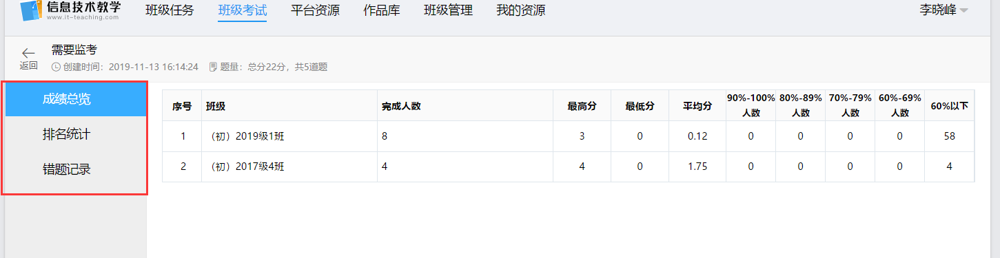 信息技术教学
www.it-teaching.com
班级任务 班级考试 平台资源 作品库 班级管理 我的资源 李晓峰
返回
需要监考
创建时间：2019-11-13 16:14:24 题量：总分22分，共5道题
成绩总览
排名统计
错题记录
序号 班级 完成人数 最高分 最低分 平均分 90%-100%人数 80%-89%人数 70%-79%人数 60%-69%人数 60%以下
1 （初）2019级1班 8 3 0 0.12 0 0 0 0 58
2 （初）2017级4班 4 4 0 1.75 0 0 0 0 4